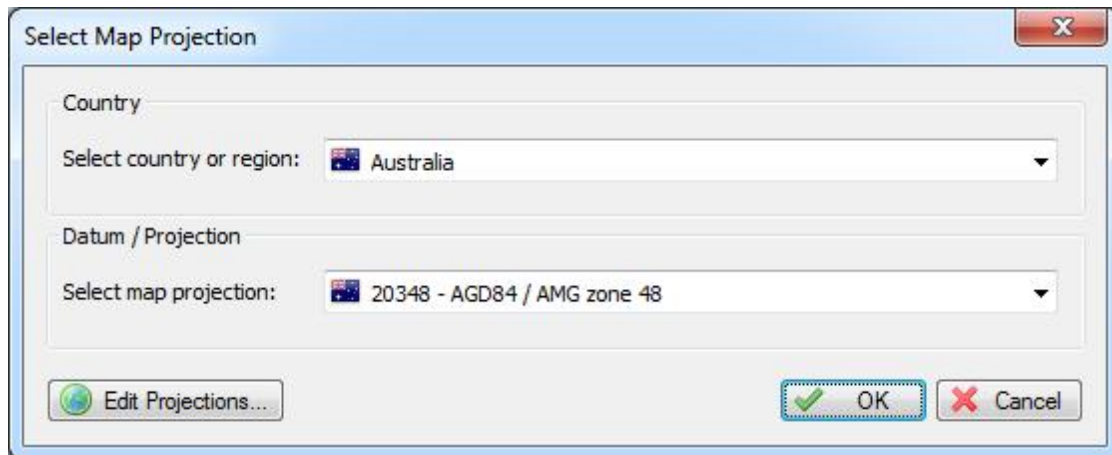 Select Map Projection
Country
Select country or region: Australia
Datum / Projection
Select map projection: 20348 - AGD84 / AMG zone 48
Edit Projections... OK Cancel